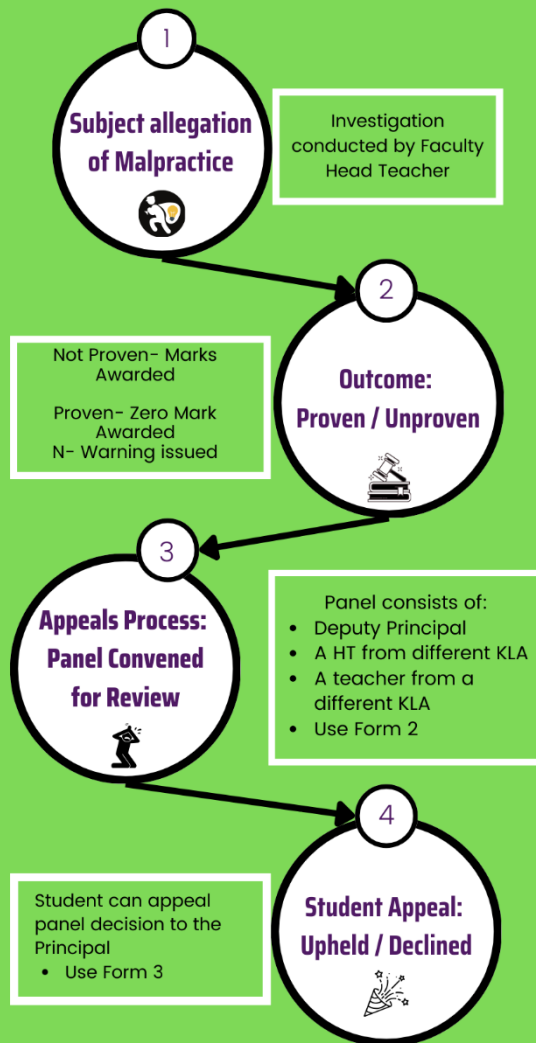 1
Subject allegation
of Malpractice
Investigation
conducted by Faculty
Head Teacher
2
Outcome:
Proven / Unproven
Not Proven- Marks
Awarded
Proven- Zero Mark
Awarded
N- Warning issued
3
Appeals Process:
Panel Convened
for Review
Panel consists of:
• Deputy Principal
• A HT from different KLA
• A teacher from a
different KLA
• Use Form 2
4
Student Appeal:
Upheld / Declined
Student can appeal
panel decision to the
Principal
• Use Form 3